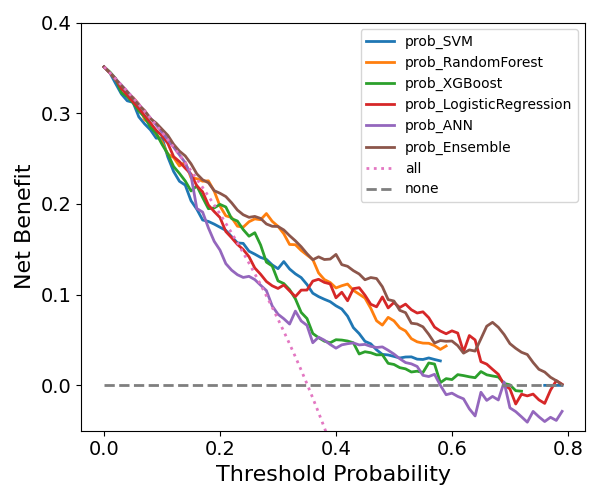 0.4
0.3
0.2
0.1
0.0
Net Benefit
prob_SVM
prob_RandomForest
prob_XGBoost
prob_LogisticRegression
prob_ANN
prob_Ensemble
all
none
0.0 0.2 0.4 0.6 0.8
Threshold Probability